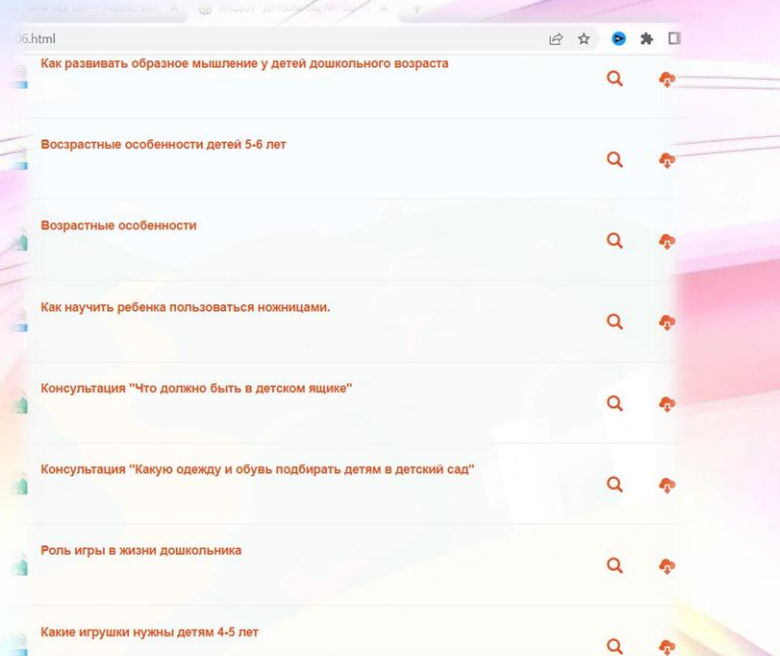 06.html
Как развивать образное мышление у детей дошкольного возраста
Восзрастные особенности детей 5-6 лет
Возрастные особенности
Как научить ребенка пользоваться ножницами.
Консультация "Что должно быть в детском ящике"
Консультация "Какую одежду и обувь подбирать детям в детский сад"
Роль игры в жизни дошкольника
Какие игрушки нужны детям 4-5 лет